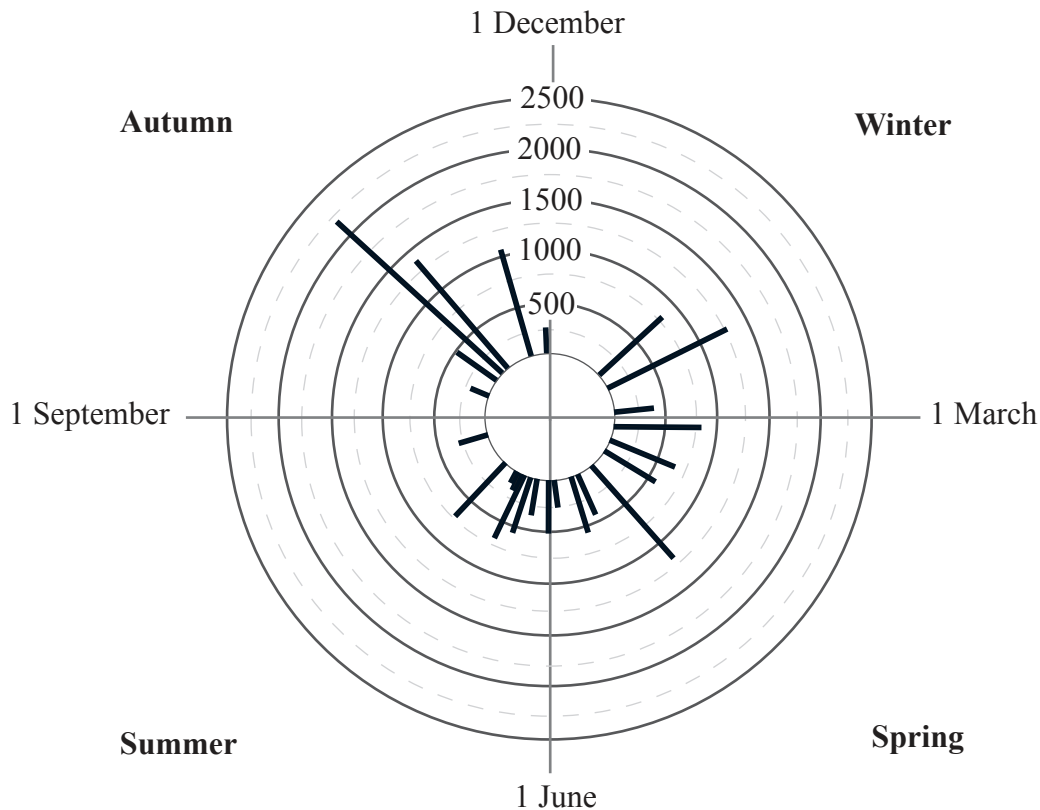 1 December
2500
Autumn
Winter
2000
1500
1000
500
1 September
1 March
Summer
Spring
1 June